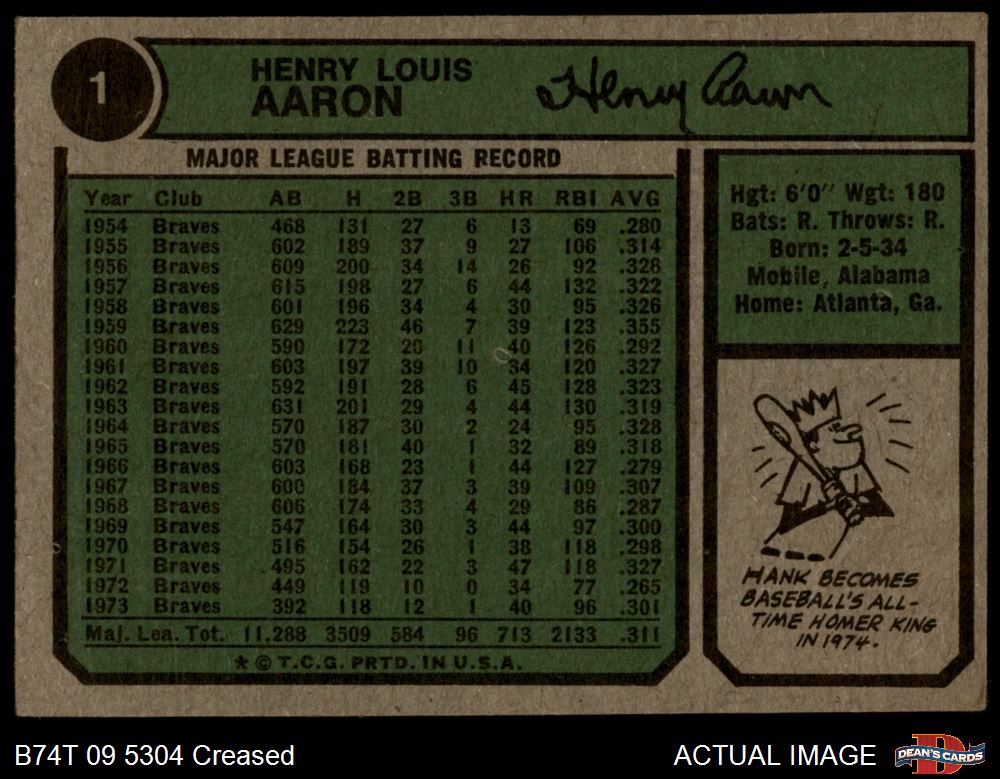 1
HENRY LOUIS
AARON
Henry Aaron
MAJOR LEAGUE BATTING RECORD
Year Club AB H 2B 3B HR RBI AVG
1954 Braves 468 131 27 6 13 69 .280
1955 Braves 602 189 37 9 27 106 .314
1956 Braves 609 200 34 14 26 92 .328
1957 Braves 615 198 27 6 44 132 .322
1958 Braves 601 196 34 4 30 95 .326
1959 Braves 629 223 46 7 39 123 .355
1960 Braves 590 172 20 11 40 126 .292
1961 Braves 603 197 39 10 34 120 .327
1962 Braves 592 191 28 6 45 128 .323
1963 Braves 631 201 29 4 44 130 .319
1964 Braves 570 187 30 2 24 95 .328
1965 Braves 570 181 40 1 32 89 .318
1966 Braves 603 168 23 1 44 127 .279
1967 Braves 600 184 37 3 39 109 .307
1968 Braves 606 174 33 4 29 86 .287
1969 Braves 547 164 30 3 44 97 .300
1970 Braves 516 154 26 1 38 118 .298
1971 Braves 495 162 22 3 47 118 .327
1972 Braves 449 119 10 0 34 77 .265
1973 Braves 392 118 12 1 40 96 .301
Maj. Lea. Tot. 11,288 3509 584 96 713 2133 .311
* © T.C.G. PRTD. IN U.S.A.
Hgt: 6'0" Wgt: 180
Bats: R. Throws: R.
Born: 2-5-34
Mobile, Alabama
Home: Atlanta, Ga.
HANK BECOMES
BASEBALL'S ALL-
TIME HOMER KING
IN 1974.
B74T 09 5304 Creased
ACTUAL IMAGE
DEAN'S CARDS